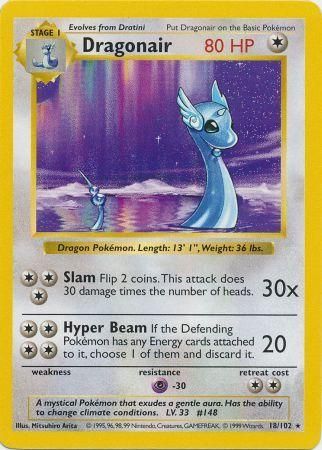 Evolves from Dratini Put Dragonair on the Basic Pokémon
STAGE 1 Dragonair 80 HP
Dragon Pokémon. Length: 13' 1", Weight: 36 lbs.
Slam Flip 2 coins. This attack does
30 damage times the number of heads. 30x
Hyper Beam If the Defending
Pokémon has any Energy cards attached
to it, choose 1 of them and discard it. 20
weakness resistance retreat cost
-30
A mystical Pokémon that exudes a gentle aura. Has the ability
to change climate conditions. LV. 33 #148
Illus. Mitsuhiro Arita © 1995, 96, 98, 99 Nintendo, Creatures, GAMEFREAK. © 1999 Wizards. 18/102 ★